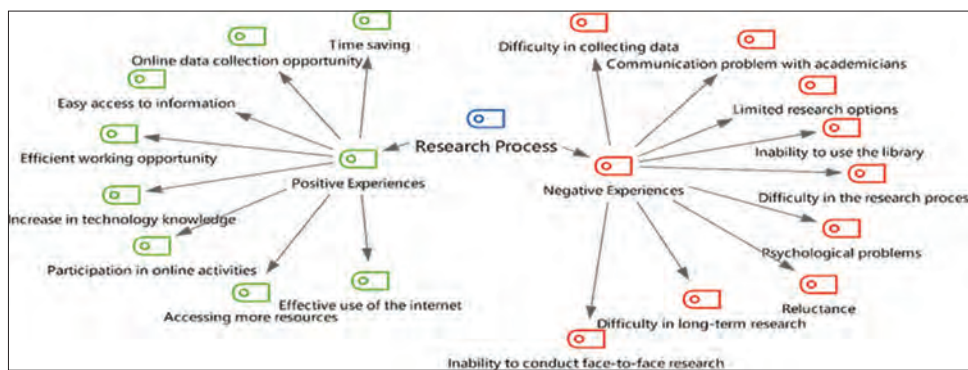 Time saving
Online data collection opportunity
Easy access to information
Efficient working opportunity
Increase in technology knowledge
Participation in online activities
Accessing more resources
Effective use of the internet
Positive Experiences
Research Process
Negative Experiences
Difficulty in collecting data
Communication problem with academicians
Limited research options
Inability to use the library
Difficulty in the research proces
Psychological problems
Reluctance
Difficulty in long-term research
Inability to conduct face-to-face research